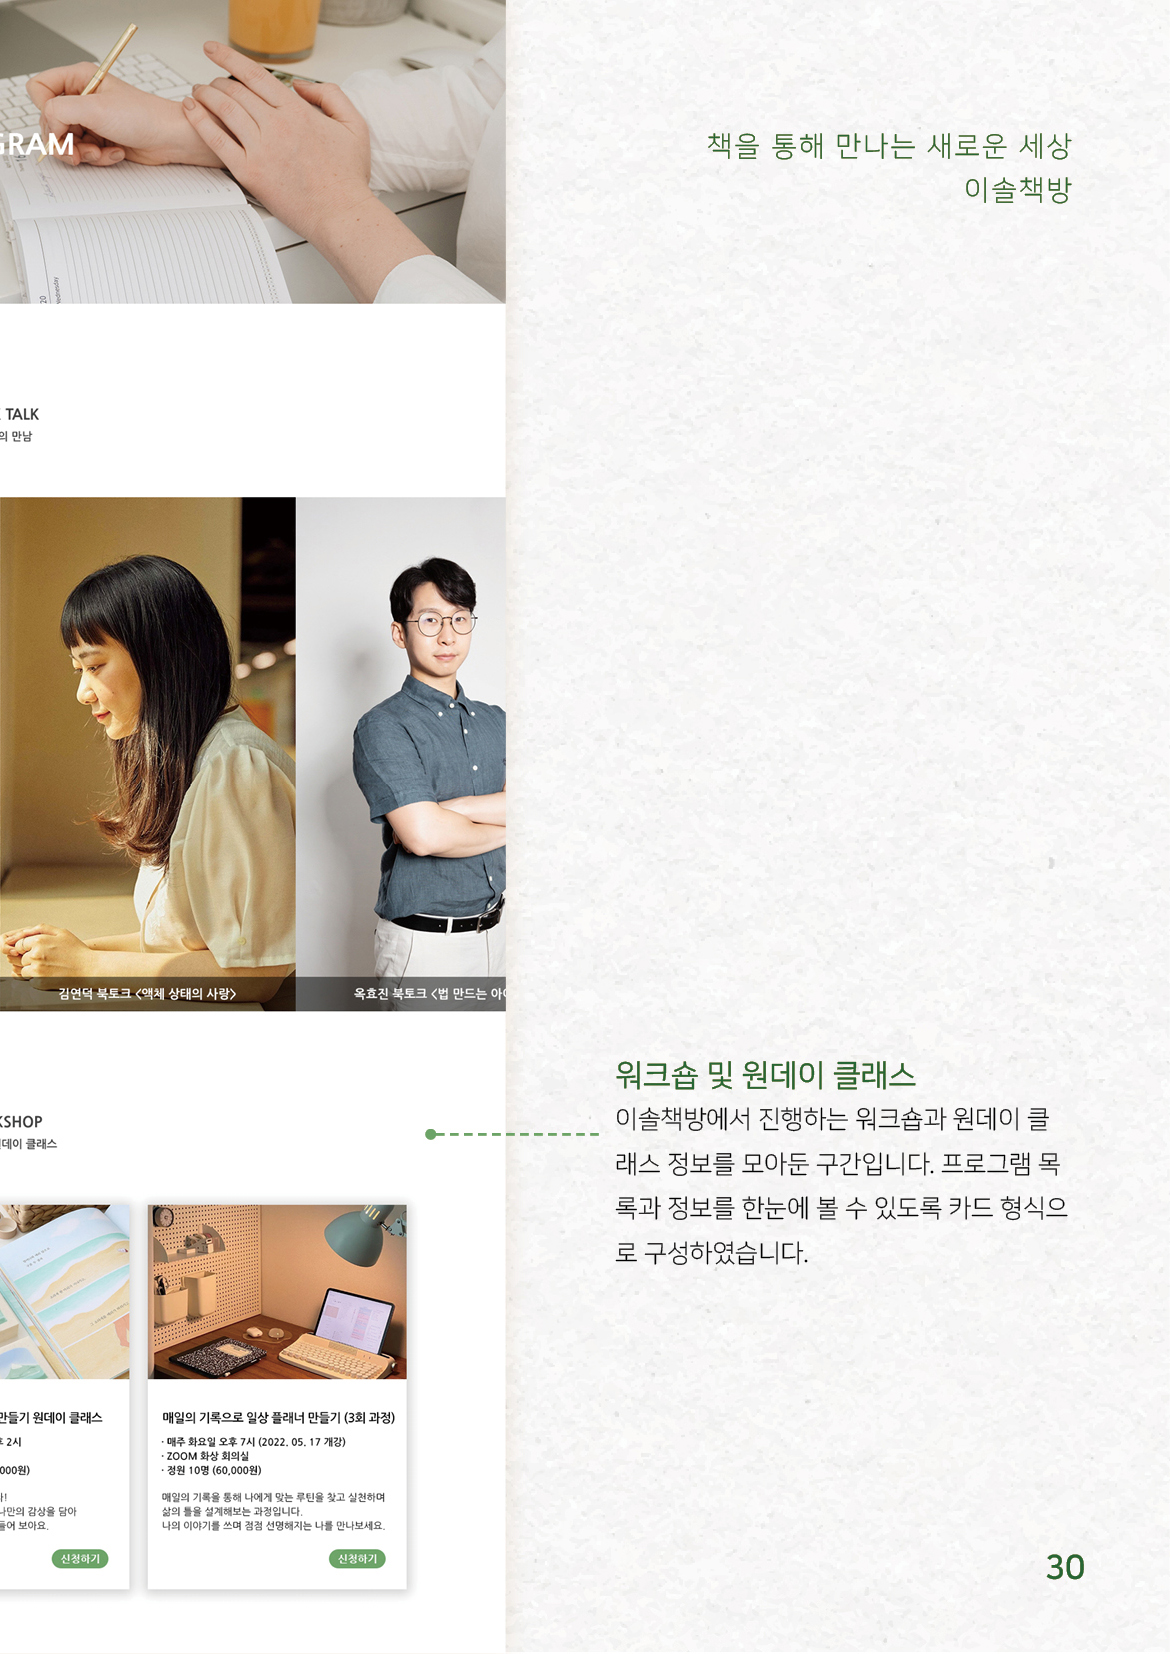 GRAM
책을 통해 만나는 새로운 세상
이솔책방
TALK
의 만남
김연덕 북토크 <액체 상태의 사랑>
옥효진 북토크 <법 만드는 아이
KSHOP
데이 클래스
워크숍 및 원데이 클래스
이솔책방에서 진행하는 워크숍과 원데이 클
래스 정보를 모아둔 구간입니다. 프로그램 목
록과 정보를 한눈에 볼 수 있도록 카드 형식으
로 구성하였습니다.
만들기 원데이 클래스
후 2시
000원)
나만의 감상을 담아
들어 보아요.
신청하기
매일의 기록으로 일상 플래너 만들기 (3회 과정)
· 매주 화요일 오후 7시 (2022. 05. 17 개강)
· ZOOM 화상 회의실
· 정원 10명 (60,000원)
매일의 기록을 통해 나에게 맞는 루틴을 찾고 실천하며
삶의 틀을 설계해보는 과정입니다.
나의 이야기를 쓰며 점점 선명해지는 나를 만나보세요.
신청하기
30